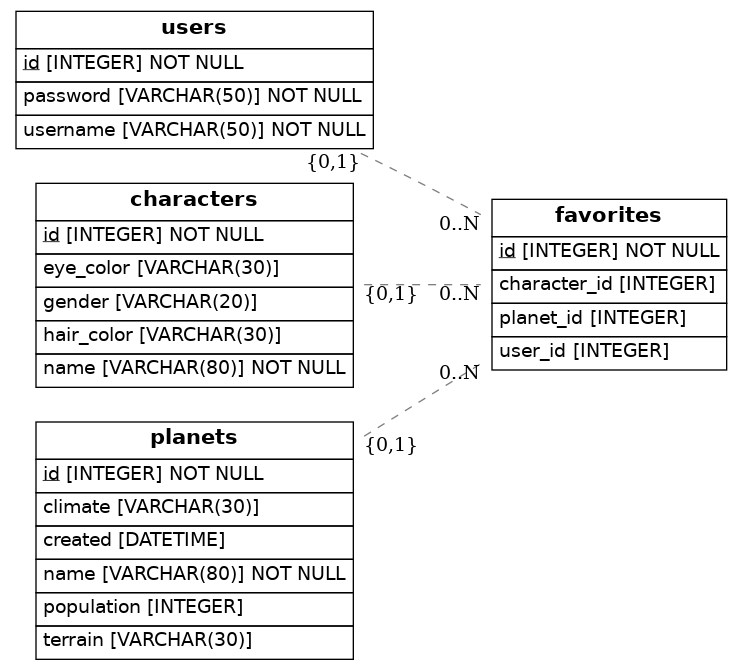 users
id [INTEGER] NOT NULL
password [VARCHAR(50)] NOT NULL
username [VARCHAR(50)] NOT NULL
{0,1}
0..N
characters
id [INTEGER] NOT NULL
eye_color [VARCHAR(30)]
gender [VARCHAR(20)]
hair_color [VARCHAR(30)]
name [VARCHAR(80)] NOT NULL
{0,1}
0..N
favorites
id [INTEGER] NOT NULL
character_id [INTEGER]
planet_id [INTEGER]
user_id [INTEGER]
0..N
{0,1}
planets
id [INTEGER] NOT NULL
climate [VARCHAR(30)]
created [DATETIME]
name [VARCHAR(80)] NOT NULL
population [INTEGER]
terrain [VARCHAR(30)]